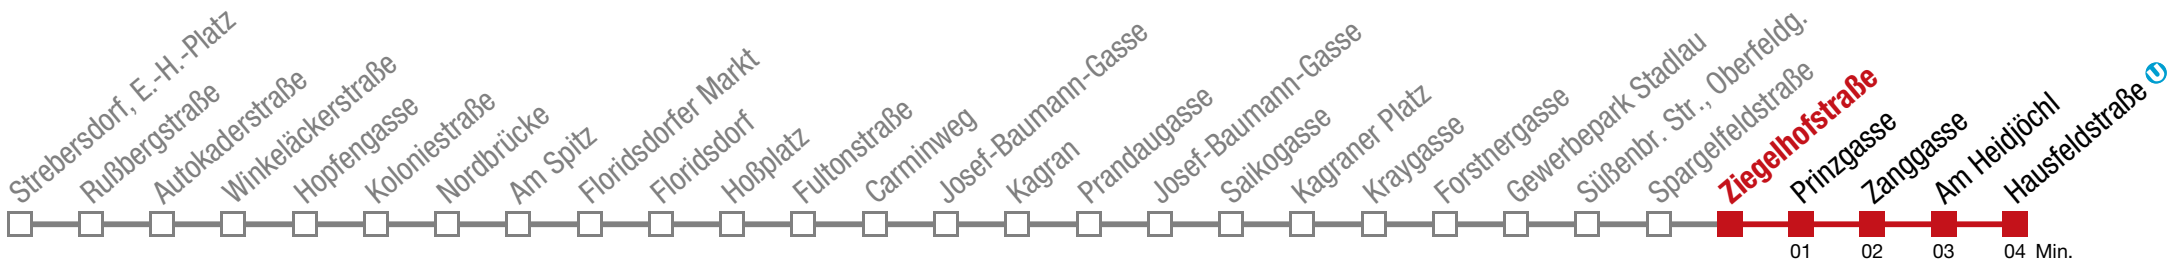 Strebersdorf, E.-H.-Platz
Rußbergstraße
Autokaderstraße
Winkeläckerstraße
Hopfengasse
Koloniestraße
Nordbrücke
Am Spitz
Floridsdorfer Markt
Floridsdorf
Hoßplatz
Fultonstraße
Carminweg
Josef-Baumann-Gasse
Kagran
Prandaugasse
Josef-Baumann-Gasse
Saikogasse
Kagraner Platz
Kraygasse
Forstnergasse
Gewerbepark Stadlau
Süßenbr. Str., Oberfeldg.
Spargelfeldstraße
Ziegelhofstraße
Prinzgasse
Zanggasse
Am Heidjöchl
Hausfeldstraße U
01 02 03 04 Min.